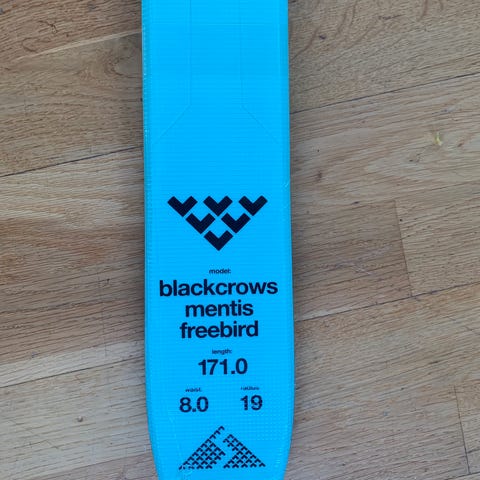 model:
blackcrows
mentis
freebird
length:
171.0
waist: radius:
8.0 19